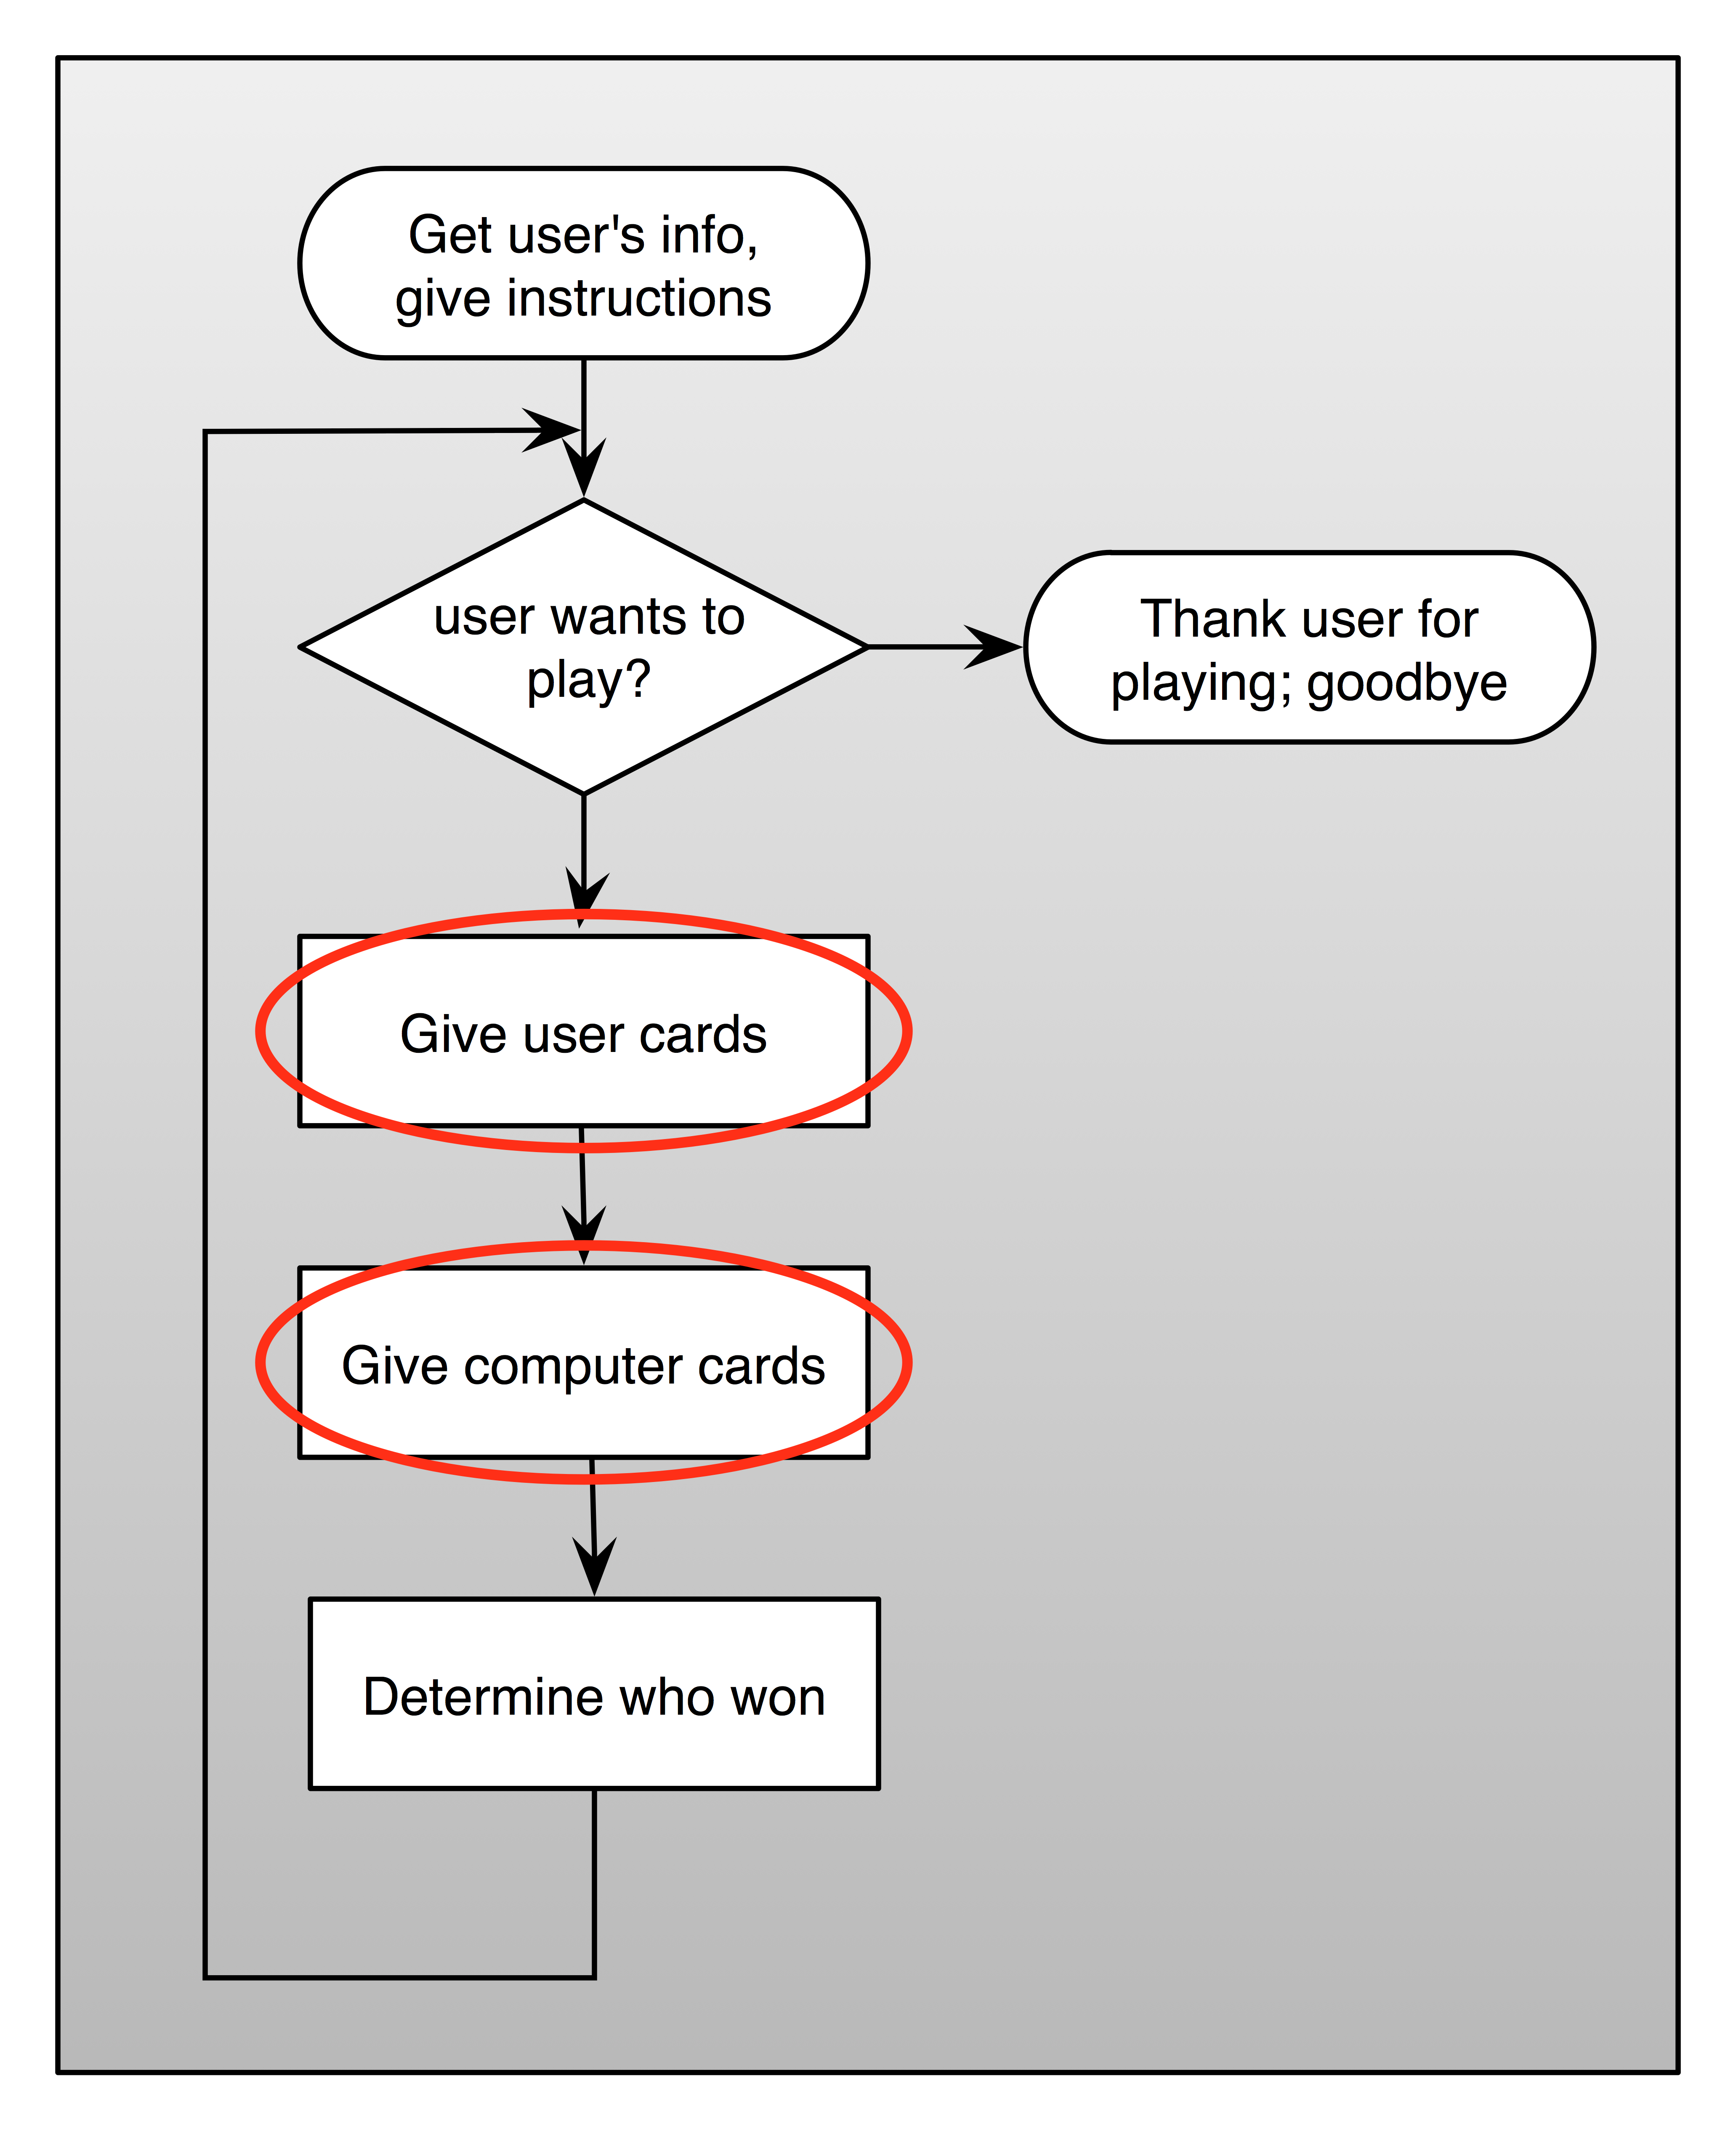 Get user's info,
give instructions
user wants to
play?
Thank user for
playing; goodbye
Give user cards
Give computer cards
Determine who won